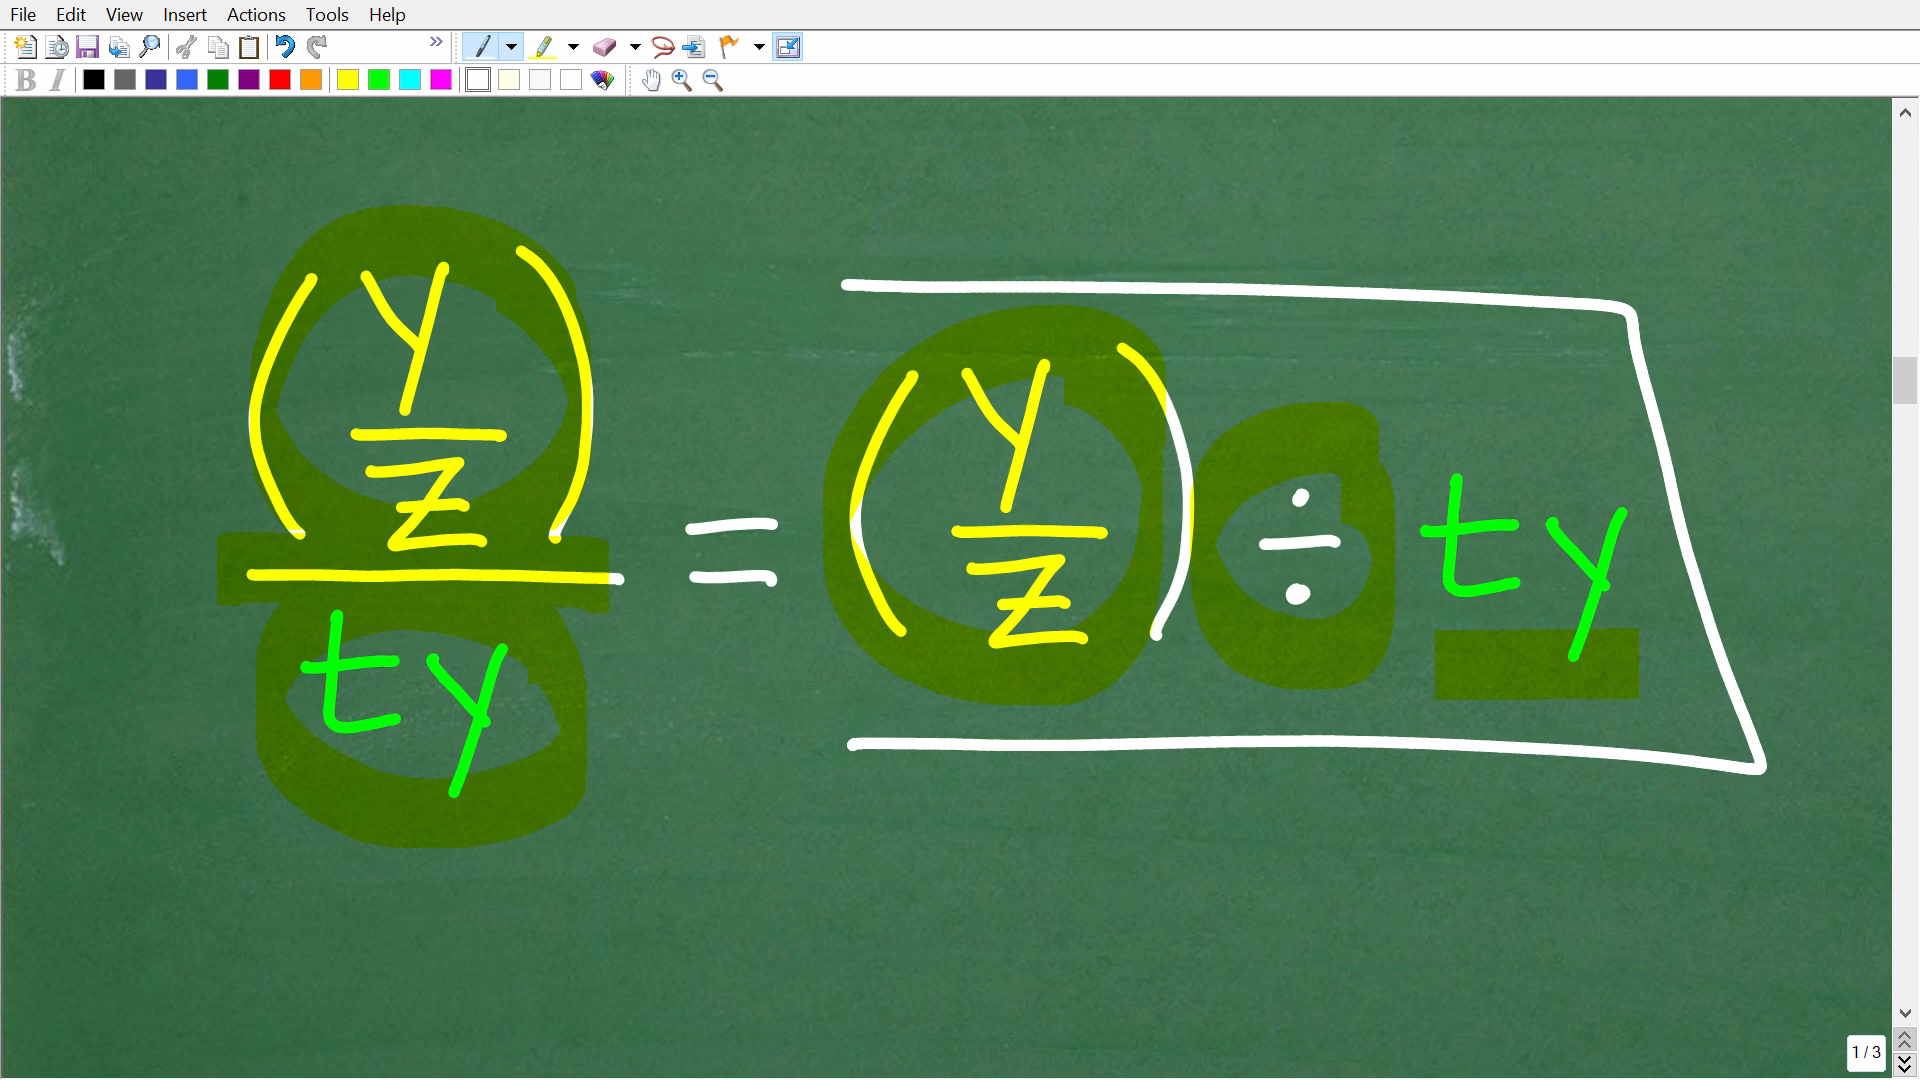 File Edit View Insert Actions Tools Help
B I
(Y/Z) / ty = (Y/Z) ÷ ty
1 / 3